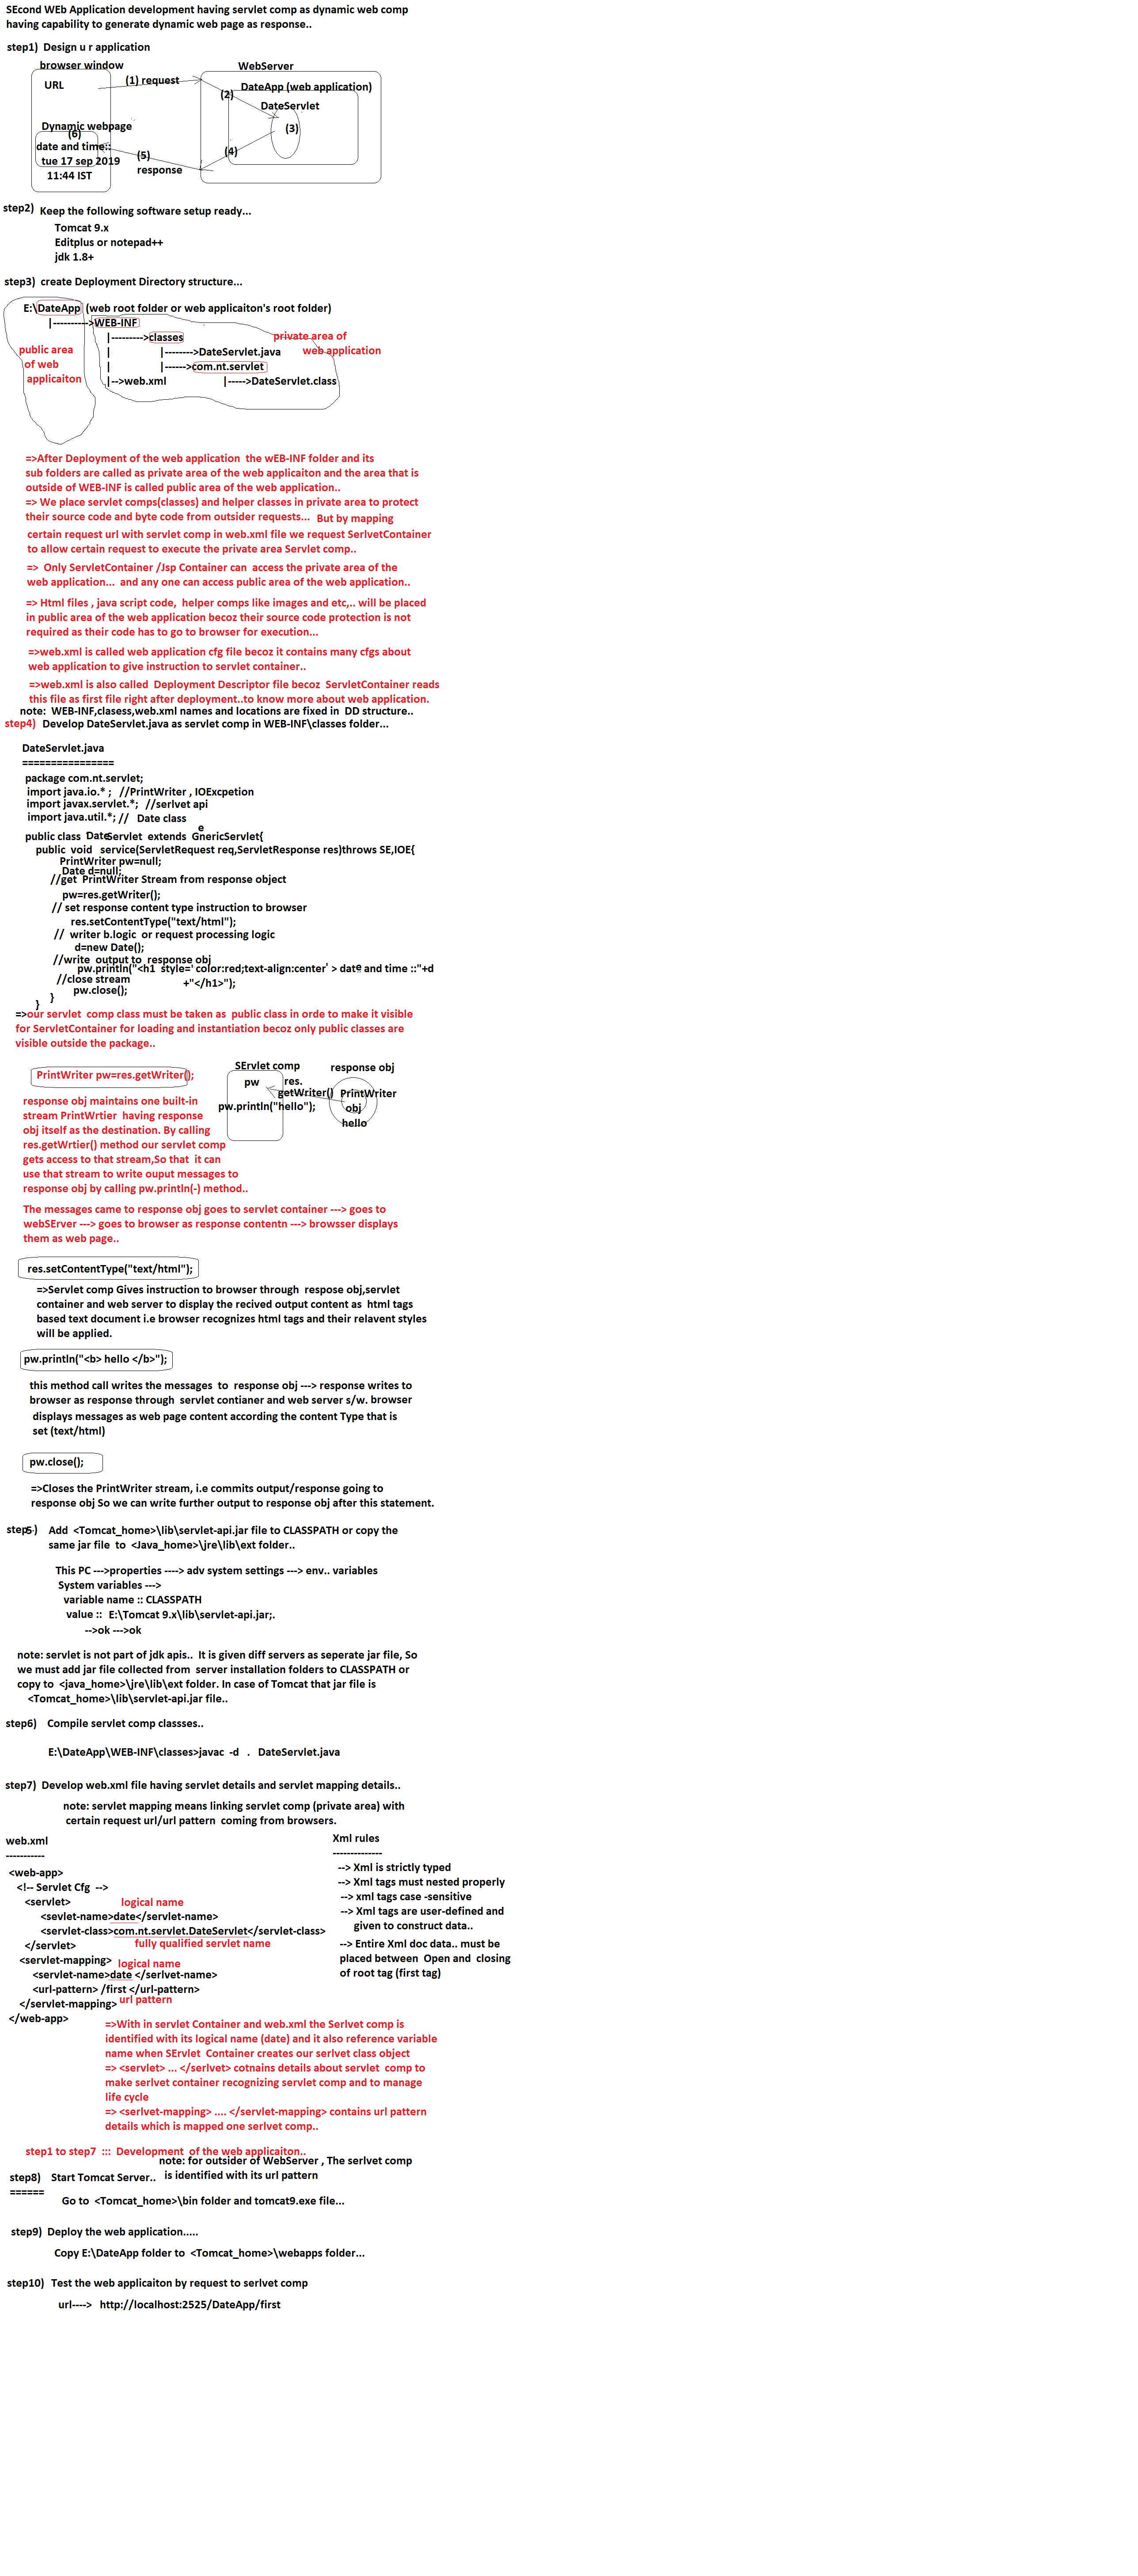 SEcond WEb Application development having servlet comp as dynamic web comp
having capability to generate dynamic web page as response..
step1)  Design u r application
browser window
WebServer
URL
(1) request
(2)
DateApp (web application)
DateServlet
(3)
Dynamic webpage
(6)
date and time::
tue 17 sep 2019
11:44 IST
(5)
response
(4)
step2)  Keep the following software setup ready...
Tomcat 9.x
Editplus or notepad++
jdk 1.8+
step3)  create Deployment Directory structure...
E:\DateApp  (web root folder or web applicaiton's root folder)
|---------->WEB-INF
|--------->classes
private area of
web application
|          |-------->DateServlet.java
|          |------>com.nt.servlet
|-->web.xml          |----->DateServlet.class
public area
of web
applicaiton
=>After Deployment of the web application  the wEB-INF folder and its
sub folders are called as private area of the web applicaiton and the area that is
outside of WEB-INF is called public area of the web application..
=> We place servlet comps(classes) and helper classes in private area to protect
their source code and byte code from outsider requests...  But by mapping
certain request url with servlet comp in web.xml file we request SerlvetContainer
to allow certain request to execute the private area Servlet comp..
=>  Only ServletContainer /Jsp Container can  access the private area of the
web application...  and any one can access public area of the web application..
=> Html files , java script code,  helper comps like images and etc,.. will be placed
in public area of the web application becoz their source code protection is not
required as their code has to go to browser for execution...
=>web.xml is called web application cfg file becoz it contains many cfgs about
web application to give instruction to servlet container..
=>web.xml is also called  Deployment Descriptor file becoz  ServletContainer reads
this file as first file right after deployment..to know more about web application.
note:  WEB-INF,clasess,web.xml names and locations are fixed in  DD structure..
step4)  Develop DateServlet.java as servlet comp in WEB-INF\classes folder...
DateServlet.java
================
package com.nt.servlet;
import java.io.* ;   //PrintWriter , IOExcpetion
import javax.servlet.*;   //serlvet api
import java.util.*; //   Date class
e
public class  DateServlet  extends  GnericServlet{
public  void   service(ServletRequest req,ServletResponse res)throws SE,IOE{
PrintWriter pw=null;
Date d=null;
//get  PrintWriter Stream from response object
pw=res.getWriter();
// set response content type instruction to browser
res.setContentType("text/html");
//  writer b.logic  or request processing logic
d=new Date();
//write  output to  response obj
pw.println("<h1  style=' color:red;text-align:center' > date and time ::"+d
+"</h1>");
//close stream
pw.close();
}
}
=>our servlet  comp class must be taken as  public class in orde to make it visible
for ServletContainer for loading and instantiation becoz only public classes are
visible outside the package..
PrintWriter pw=res.getWriter();
SErvlet comp
response obj
pw
res.
getWriter()
PrintWriter
obj
pw.println("hello");
hello
response obj maintains one built-in
stream PrintWrtier  having response
obj itself as the destination. By calling
res.getWrtier() method our servlet comp
gets access to that stream,So that  it can
use that stream to write ouput messages to
response obj by calling pw.println(-) method..
The messages came to response obj goes to servlet container ---> goes to
webSErver ---> goes to browser as response contentn ---> browsser displays
them as web page..
res.setContentType("text/html");
=>Servlet comp Gives instruction to browser through  respose obj,servlet
container and web server to display the recived output content as  html tags
based text document i.e browser recognizes html tags and their relavent styles
will be applied.
pw.println("<b> hello </b>");
this method call writes the messages  to  response obj ---> response writes to
browser as response through  servlet contianer and web server s/w. browser
displays messages as web page content according the content Type that is
set (text/html)
pw.close();
=>Closes the PrintWriter stream, i.e commits output/response going to
response obj So we can write further output to response obj after this statement.
step5)  Add  <Tomcat_home>\lib\servlet-api.jar file to CLASSPATH or copy the
same jar file  to  <Java_home>\jre\lib\ext folder..
This PC --->properties ----> adv system settings ---> env.. variables
System variables --->
variable name :: CLASSPATH
value ::  E:\Tomcat 9.x\lib\servlet-api.jar;.
-->ok --->ok
note: servlet is not part of jdk apis..  It is given diff servers as seperate jar file, So
we must add jar file collected from  server installation folders to CLASSPATH or
copy to  <java_home>\jre\lib\ext folder. In case of Tomcat that jar file is
<Tomcat_home>\lib\servlet-api.jar file..
step6)  Compile servlet comp classses..
E:\DateApp\WEB-INF\classes>javac  -d   .   DateServlet.java
step7)  Develop web.xml file having servlet details and servlet mapping details..
note: servlet mapping means linking servlet comp (private area) with
certain request url/url pattern  coming from browsers.
web.xml
-----------
<web-app>
<!-- Servlet Cfg  -->
<servlet>
logical name
<sevlet-name>date</servlet-name>
<servlet-class>com.nt.servlet.DateServlet</servlet-class>
</servlet>
fully qualified servlet name
<servlet-mapping>
logical name
<servlet-name>date </serlvet-name>
<url-pattern> /first </url-pattern>
</servlet-mapping>
url pattern
</web-app>
Xml rules
--------------
--> Xml is strictly typed
--> Xml tags must nested properly
--> xml tags case -sensitive
--> Xml tags are user-defined and
given to construct data..
--> Entire Xml doc data.. must be
placed between  Open and  closing
of root tag (first tag)
=>With in servlet Container and web.xml the Serlvet comp is
identified with its logical name (date) and it also reference variable
name when SErvlet  Container creates our serlvet class object
=> <servlet> ... </serlvet> cotnains details about servlet  comp to
make serlvet container recognizing servlet comp and to manage
life cycle
=> <serlvet-mapping> .... </servlet-mapping> contains url pattern
details which is mapped one serlvet comp..
step1 to step7  :::  Development  of the web applicaiton..
note: for outsider of WebServer , The serlvet comp
is identified with its url pattern
step8)  Start Tomcat Server..
======
Go to  <Tomcat_home>\bin folder and tomcat9.exe file...
step9)  Deploy the web application.....
Copy E:\DateApp folder to  <Tomcat_home>\webapps folder...
step10)  Test the web applicaiton by request to serlvet comp
url---->   http://localhost:2525/DateApp/first